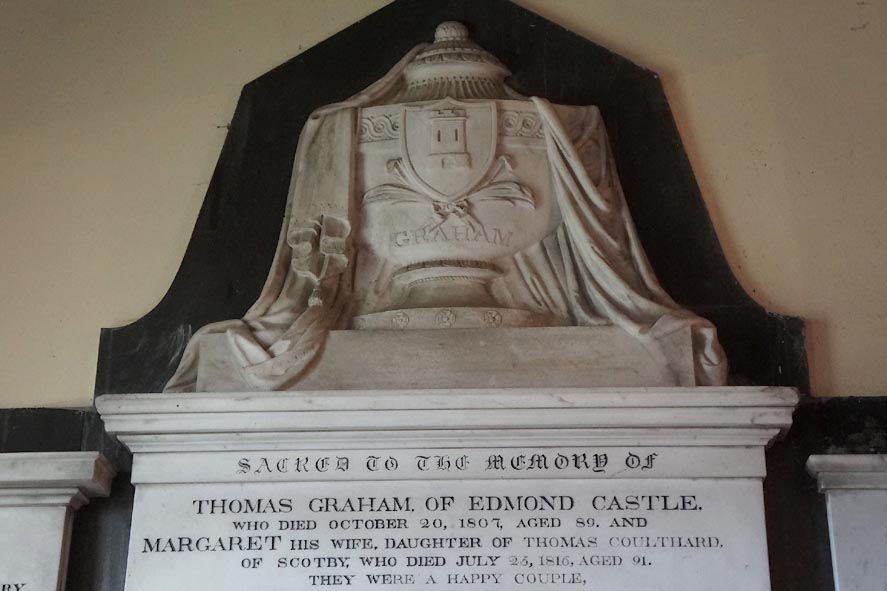 GRAHAM
SACRED TO THE MEMORY OF
THOMAS GRAHAM, OF EDMOND CASTLE,
WHO DIED OCTOBER 20, 1807, AGED 89. AND
MARGARET HIS WIFE, DAUGHTER OF THOMAS COULTHARD,
OF SCOTBY, WHO DIED JULY 25, 1816, AGED 91.
THEY WERE A HAPPY COUPLE,
RY